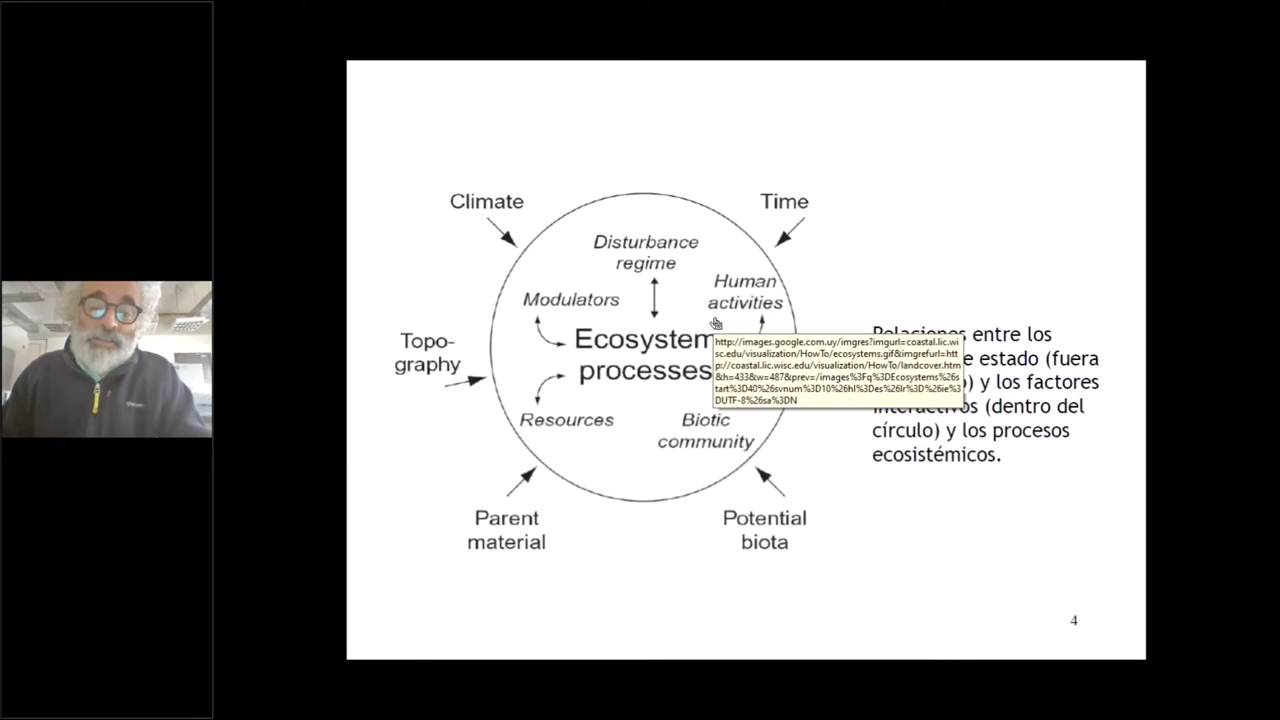 Climate
Time
Disturbance
regime
Human
activities
Modulators
Topo-
graphy
Ecosystem
processes
http://images.google.com.uy/imgres?imgurl=coastal.lic.wi
sc.edu/visualization/HowTo/ecosystems.gif&imgrefurl=htt
p://coastal.lic.wisc.edu/visualization/HowTo/landcover.htm
&h=433&w=487&prev=/images%3Fq%3DEcosystems%26s
tart%3D40%26svnum%3D10%26hl%3Des%26lr%3D%26ie%3
DUTF-8%26sa%3DN
Resources
Biotic
community
Parent
material
Potential
biota
Relaciones entre los
e estado (fuera
) y los factores
interactivos (dentro del
círculo) y los procesos
ecosistémicos.
4